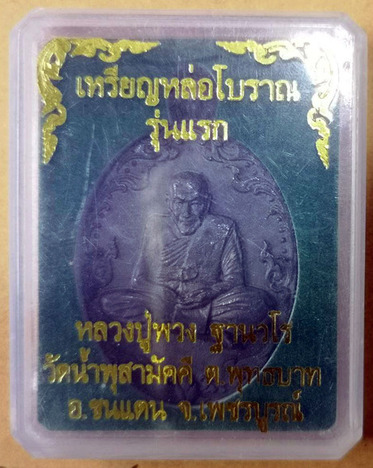 เหรียญหล่อโบราณ
รุ่นแรก
หลวงปู่พวง ฐานวโร
วัดน้ำพุสามัคคี ต.พุทธบาท
อ.ชนแดน จ.เพชรบูรณ์